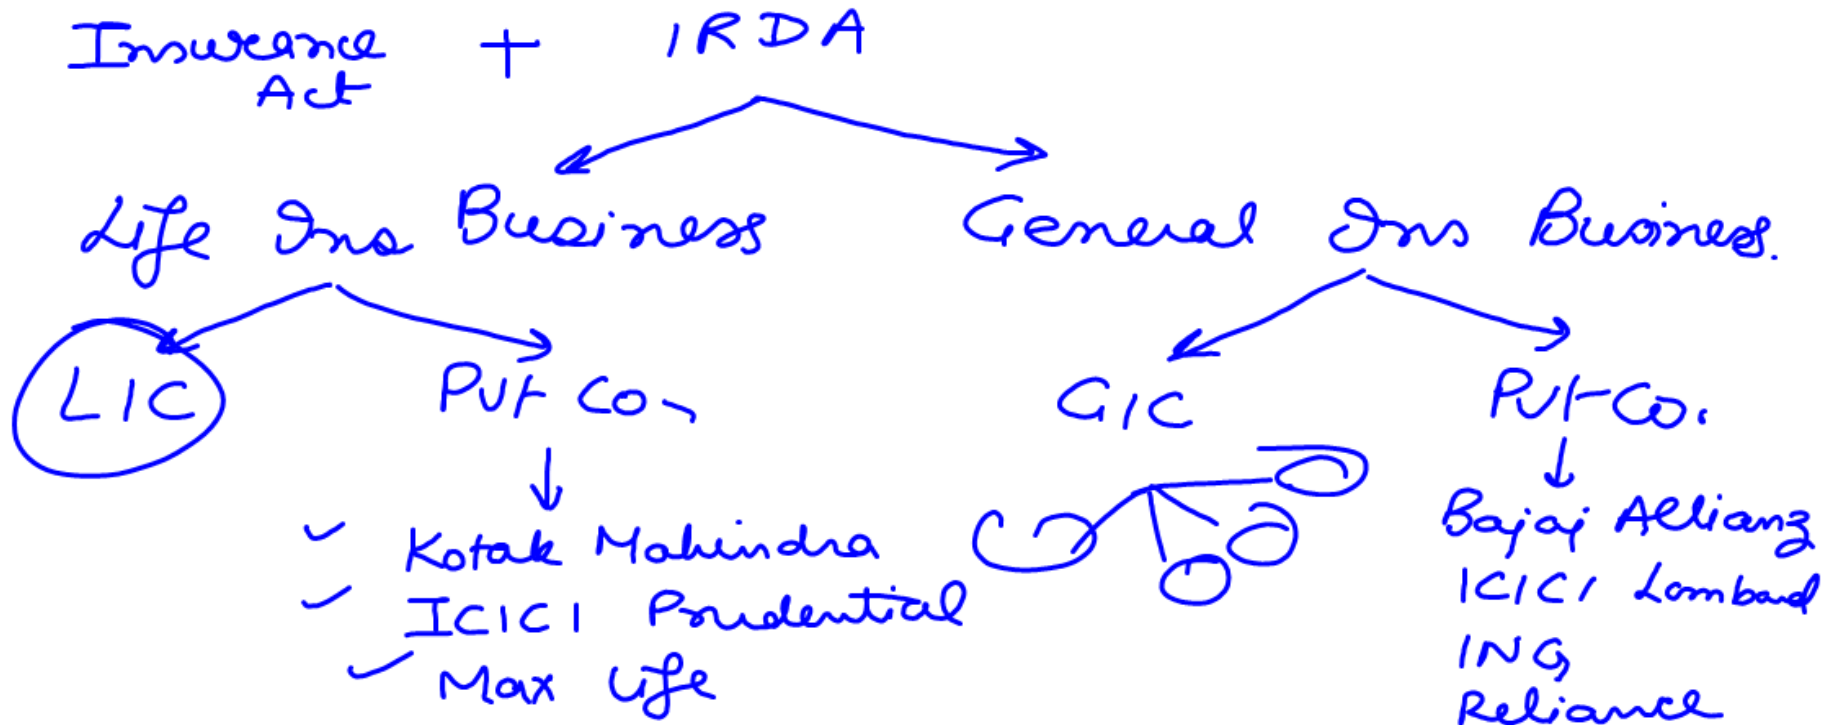 Insurance + IRDA
Act
Life Ins Business General Ins Business.
LIC Pvt Co. GIC Pvt Co.
Kotak Mahindra
ICICI Prudential
Max Life
Bajaj Allianz
ICICI Lombard
ING
Reliance